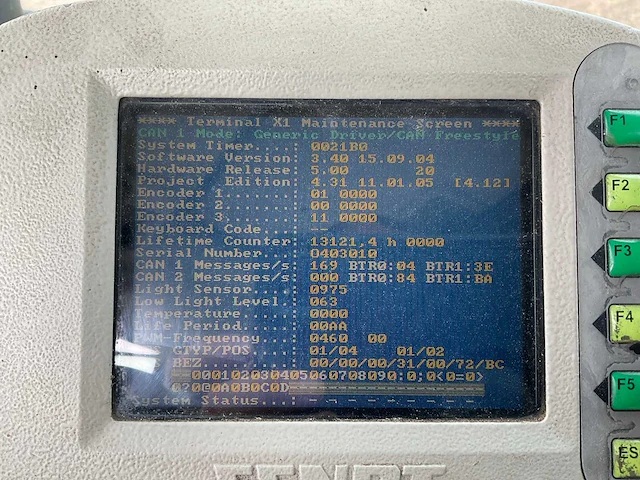 **** Terminal X1 Maintenance Screen ****
CAN 1 Mode: Generic Driver/CAN Freestyle
System Timer....: 0021B0
Software Version: 3.40 15.09.04
Hardware Release: 5.00 20
Project Edition: 4.31 11.01.05 [4.12]
Encoder 1.......: 01 0000
Encoder 2.......: 00 0000
Encoder 3.......: 11 0000
Keyboard Code...: --
Lifetime Counter: 13121,4 h 0000
Serial Number...: 0403010
CAN 1 Messages/s: 169 BTR0:04 BTR1:3E
CAN 2 Messages/s: 000 BTR0:84 BTR1:BA
Light Sensor....: 0975
Low Light Level.: 063
Temperature.....: 0000
Life Period.....: 00AA
PWM-Frequency...: 0460 00
GTYP/POS....: 01/04 01/02
BEZ.........: 00/00/00/31/00/72/BC
000102030405060708090:0;0<0=0>
0?0@0A0B0C0D
System Status...: - - - - - - - -
FENDT
F1
F2
F3
F4
F5
ES